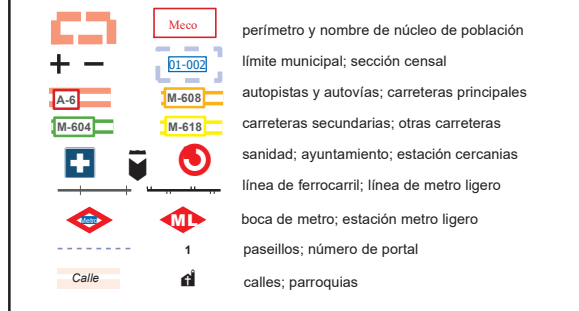 Meco perímetro y nombre de núcleo de población
01-002 límite municipal; sección censal
A-6 M-608 autopistas y autovías; carreteras principales
M-604 M-618 carreteras secundarias; otras carreteras
sanidad; ayuntamiento; estación cercanias
línea de ferrocarril; línea de metro ligero
Metro ML boca de metro; estación metro ligero
1 paseillos; número de portal
Calle calles; parroquias